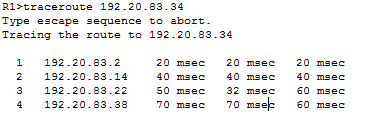 R1>traceroute 192.20.83.34
Type escape sequence to abort.
Tracing the route to 192.20.83.34
1 192.20.83.2 20 msec 20 msec 20 msec
2 192.20.83.14 40 msec 40 msec 40 msec
3 192.20.83.22 50 msec 32 msec 60 msec
4 192.20.83.38 70 msec 70 msec 60 msec